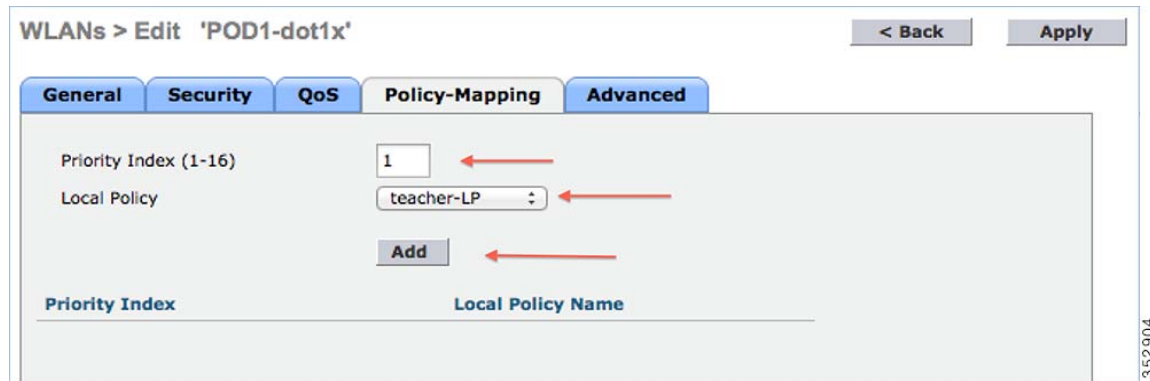 WLANs > Edit 'POD1-dot1x'
< Back
Apply
General
Security
QoS
Policy-Mapping
Advanced
Priority Index (1-16)
1
Local Policy
teacher-LP
Add
Priority Index
Local Policy Name
352904